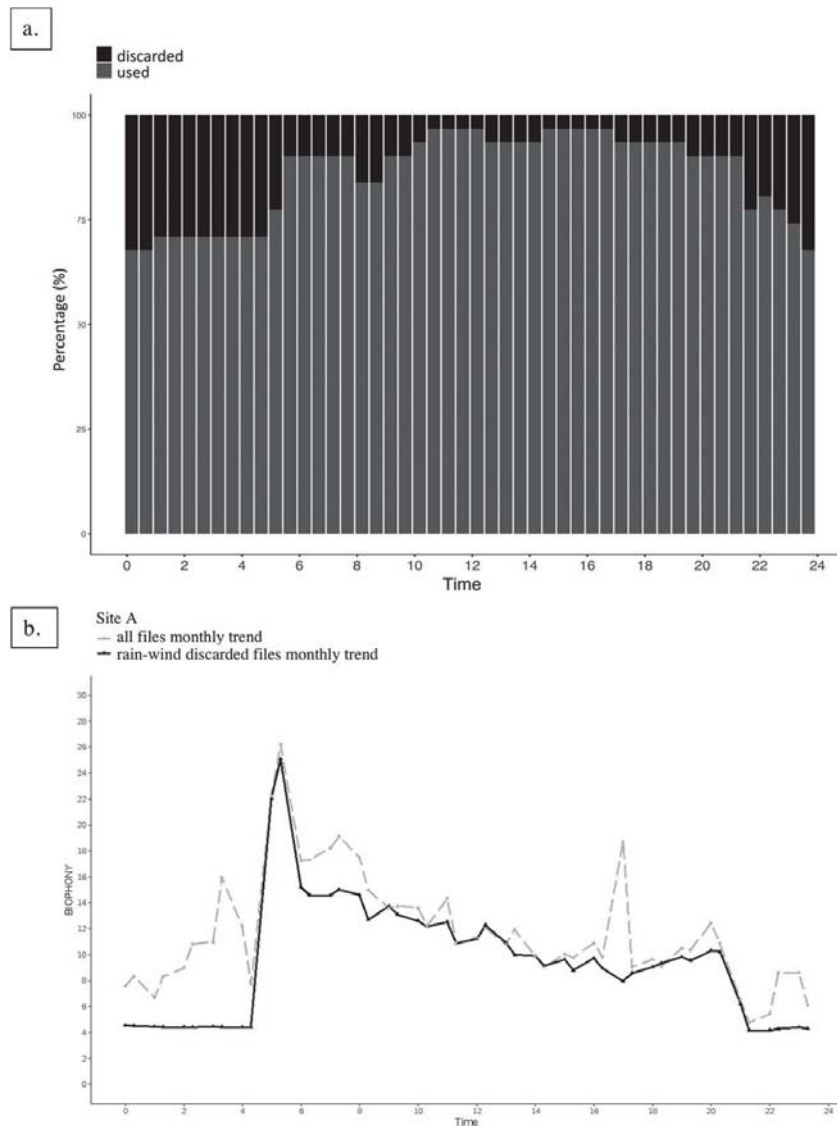 a.
discarded
used
100
75
50
25
0
Percentage (%)
0 2 4 6 8 10 12 14 16 18 20 22 24
Time
b.
Site A
all files monthly trend
rain-wind discarded files monthly trend
30
28
26
24
22
20
18
16
14
12
10
8
6
4
2
0
BIOPHONY
0 2 4 6 8 10 12 14 16 18 20 22 24
Time